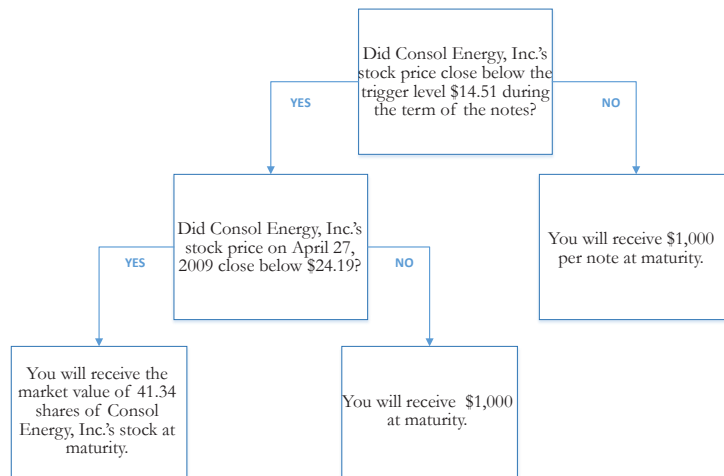 Did Consol Energy, Inc.'s
stock price close below the
trigger level $14.51 during
the term of the notes?
YES
NO
Did Consol Energy, Inc.'s
stock price on April 27,
2009 close below $24.19?
You will receive $1,000
per note at maturity.
YES
NO
You will receive the
market value of 41.34
shares of Consol
Energy, Inc.'s stock at
maturity.
You will receive $1,000
at maturity.